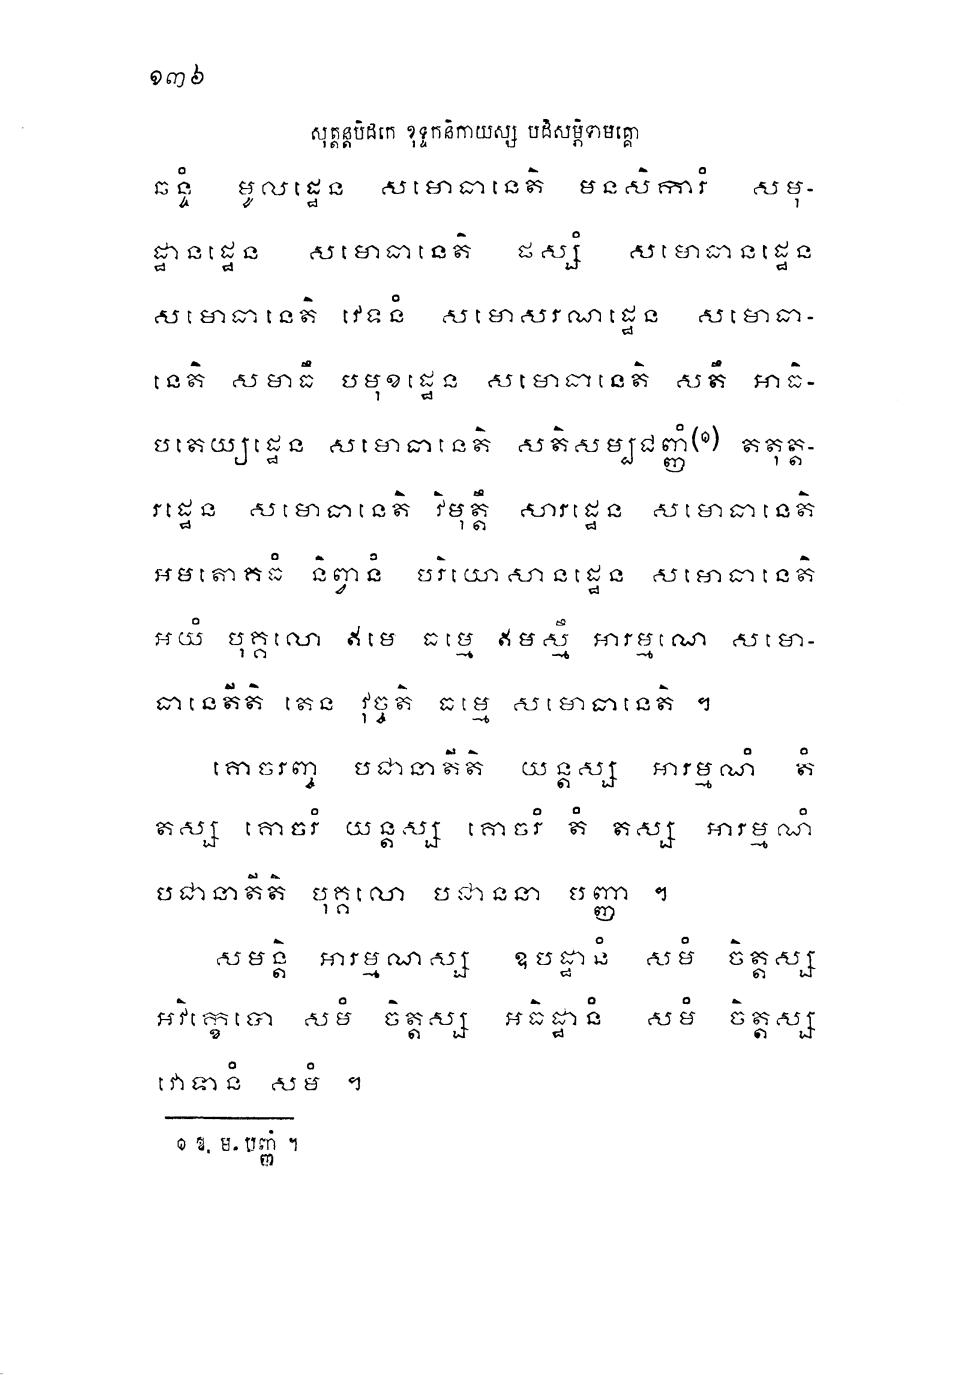 ១៣៦
សុត្តន្តបិដកេ ខុទ្ទកនិកាយស្ស បដិសម្ភិទាមគ្គោ
ឆន្ទំ មូលដ្ឋេន សមោធានេតិ មនសិការំ សមុ-
ដ្ឋានដ្ឋេន សមោធានេតិ ផស្សំ សមោធានដ្ឋេន
សមោធានេតិ វេទនំ សមោសរណដ្ឋេន សមោធា-
នេតិ សមាធឹ បមុខដ្ឋេន សមោធានេតិ សតឹ អាធិ-
បតេយ្យដ្ឋេន សមោធានេតិ សតិសម្បជញ្ញំ(១) តតុត្ត-
រដ្ឋេន សមោធានេតិ វិមុត្តឹ សារដ្ឋេន សមោធានេតិ
អមតោគធំ និព្វានំ បរិយោសានដ្ឋេន សមោធានេតិ
អយំ បុគ្គលោ ឥមេ ធម្មេ ឥមស្មឹ អារម្មណេ សមោ-
ធានេតីតិ តេន វុច្ចតិ ធម្មេ សមោធានេតិ ។
គោចរញ្ច បជានាតីតិ យន្តស្ស អារម្មណំ តំ
តស្ស គោចរំ យន្តស្ស គោចរំ តំ តស្ស អារម្មណំ
បជានាតីតិ បុគ្គលោ បជាននា បញ្ញា ។
សមន្តិ អារម្មណស្ស ឧបដ្ឋានំ សមំ ចិត្តស្ស
អវិក្ខេបោ សមំ ចិត្តស្ស អធិដ្ឋានំ សមំ ចិត្តស្ស
វោទានំ សមំ ។
១ ឱ. ម. បញ្ញំ ។